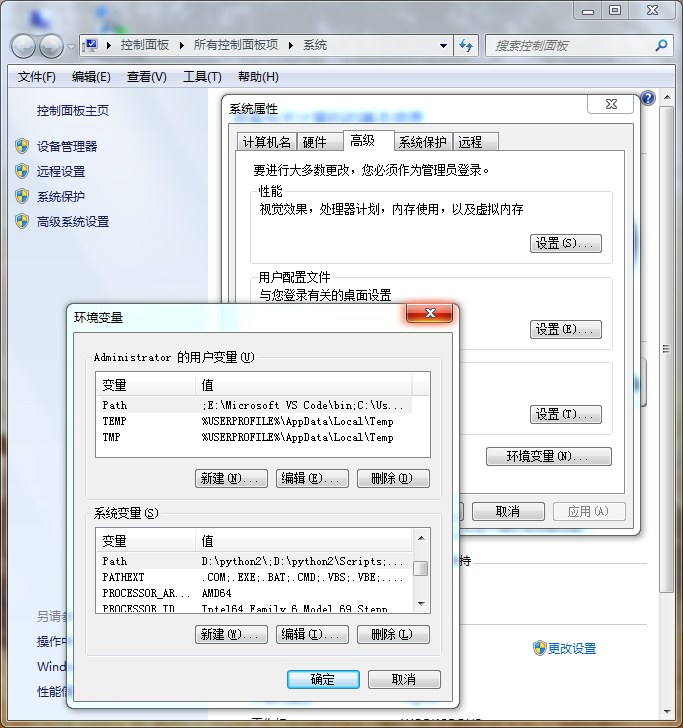 控制面板 所有控制面板项 系统
搜索控制面板
文件(F) 编辑(E) 查看(V) 工具(T) 帮助(H)
控制面板主页
设备管理器
远程设置
系统保护
高级系统设置
系统属性
计算机名 硬件 高级 系统保护 远程
要进行大多数更改，您必须作为管理员登录。
性能
视觉效果，处理器计划，内存使用，以及虚拟内存
设置(S)...
用户配置文件
与您登录有关的桌面设置
设置(E)...
设置(T)...
环境变量(N)...
取消 应用(A)
环境变量
Administrator 的用户变量(U)
变量 值
Path ;E:\Microsoft VS Code\bin;C:\Us...
TEMP %USERPROFILE%\AppData\Local\Temp
TMP %USERPROFILE%\AppData\Local\Temp
新建(N)... 编辑(E)... 删除(D)
系统变量(S)
变量 值
Path D:\python2\;D:\python2\Scripts;...
PATHEXT .COM;.EXE;.BAT;.CMD;.VBS;.VBE;....
PROCESSOR_AR... AMD64
PROCESSOR_ID Intel64 Family 6 Model 69 Stepp
新建(W)... 编辑(I)... 删除(L)
确定 取消
持
另请参
操作中
Wind
性能信
更改设置